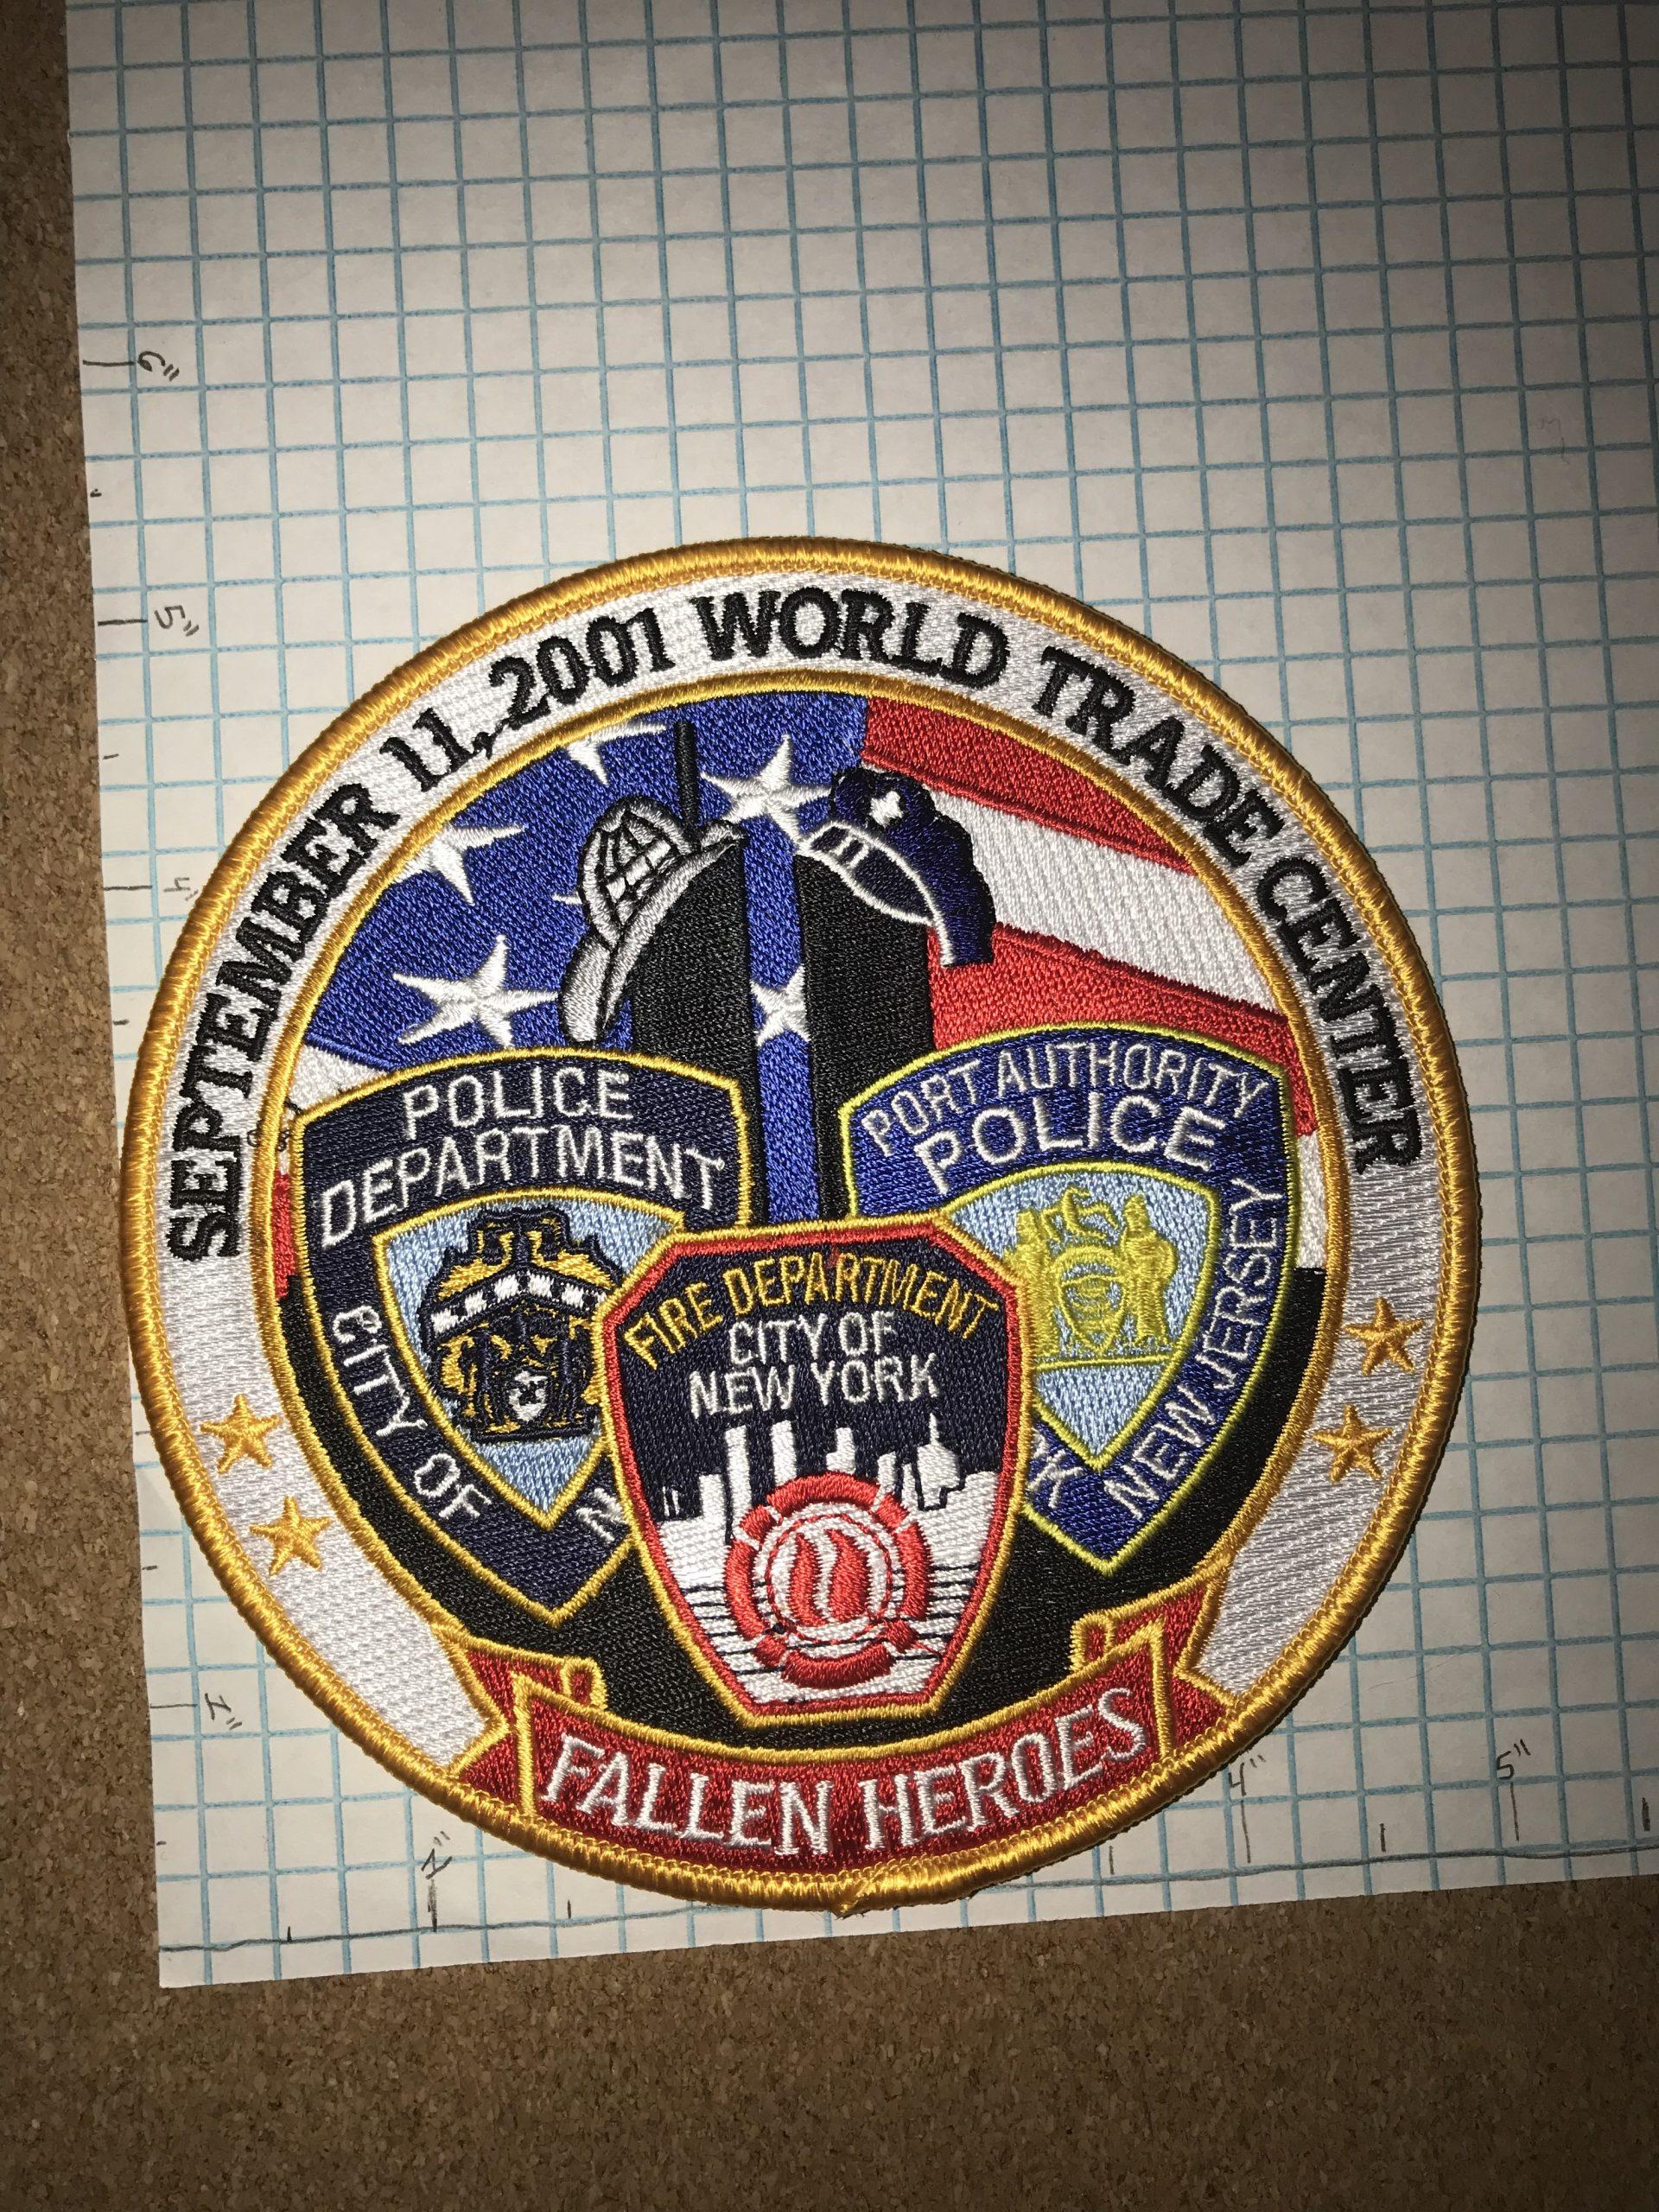 SEPTEMBER 11, 2001 WORLD TRADE CENTER
POLICE
DEPARTMENT
CITY OF
N
PORT AUTHORITY
POLICE
K
NEW JERSEY
FIRE DEPARTMENT
CITY OF
NEW YORK
FALLEN HEROES
6"
5"
4"
1"
1"
4"
5"